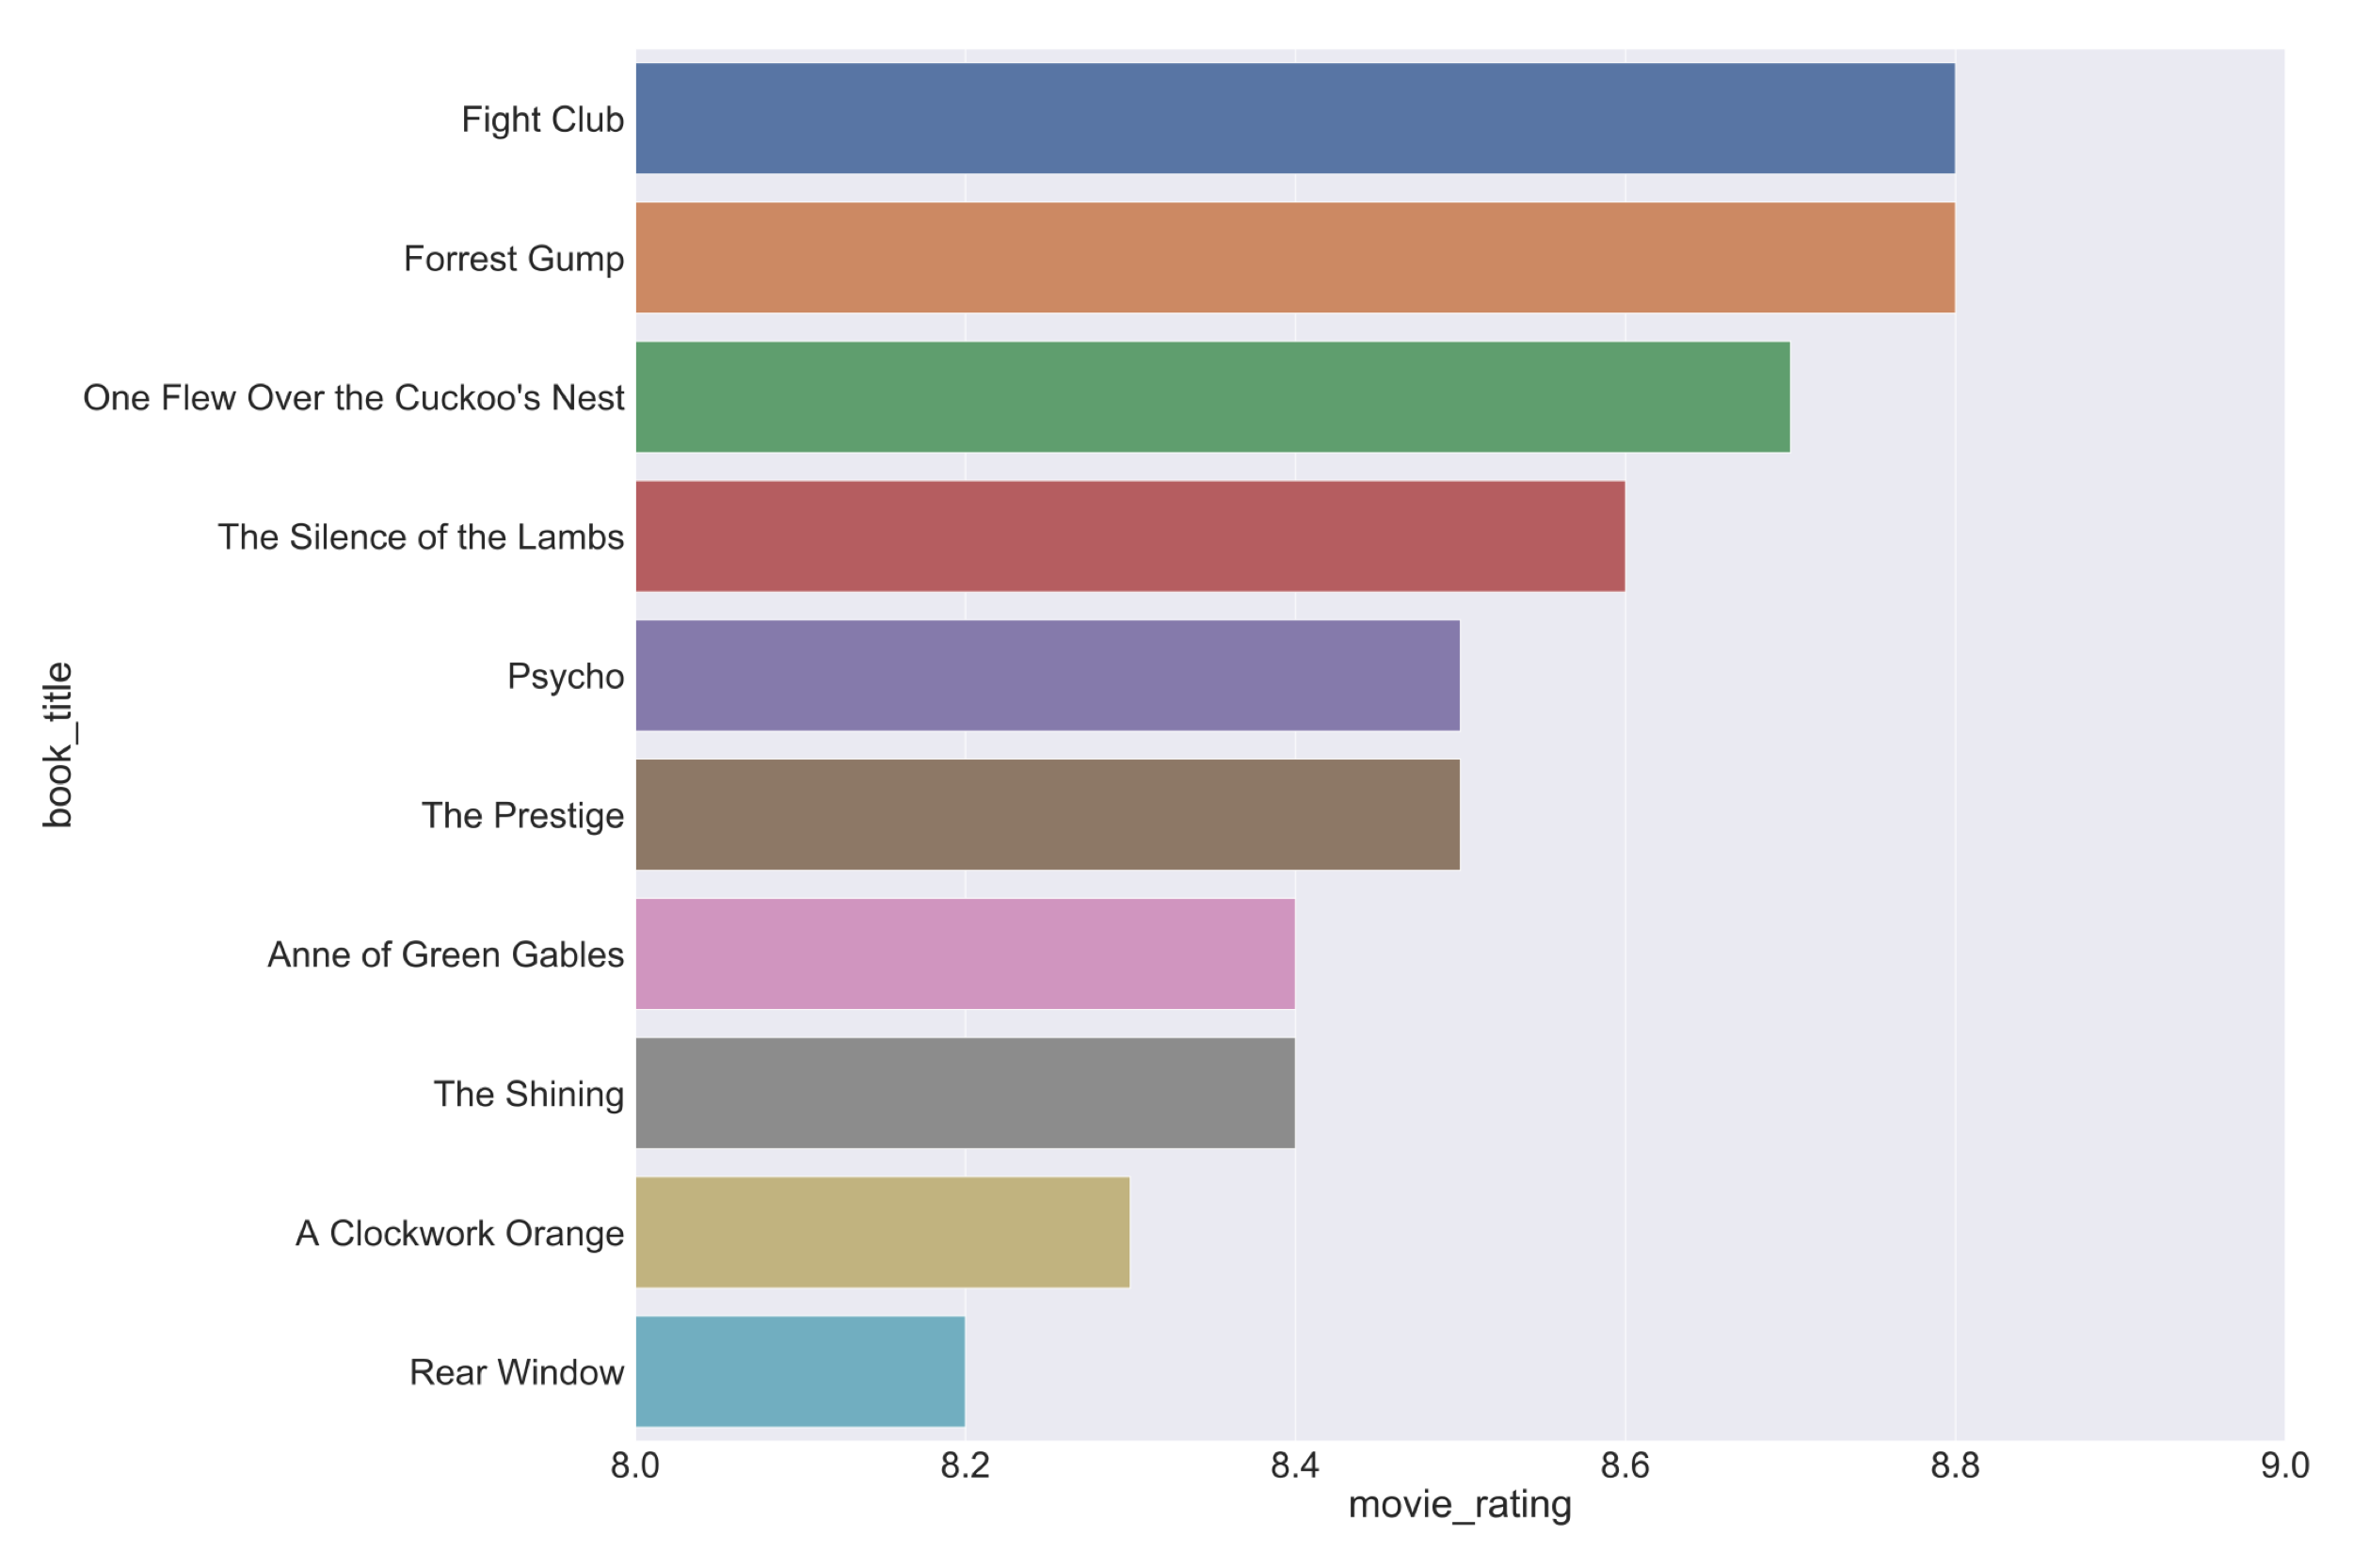 Fight Club
Forrest Gump
One Flew Over the Cuckoo's Nest
The Silence of the Lambs
Psycho
The Prestige
Anne of Green Gables
The Shining
A Clockwork Orange
Rear Window
book_title
8.0 8.2 8.4 8.6 8.8 9.0
movie_rating